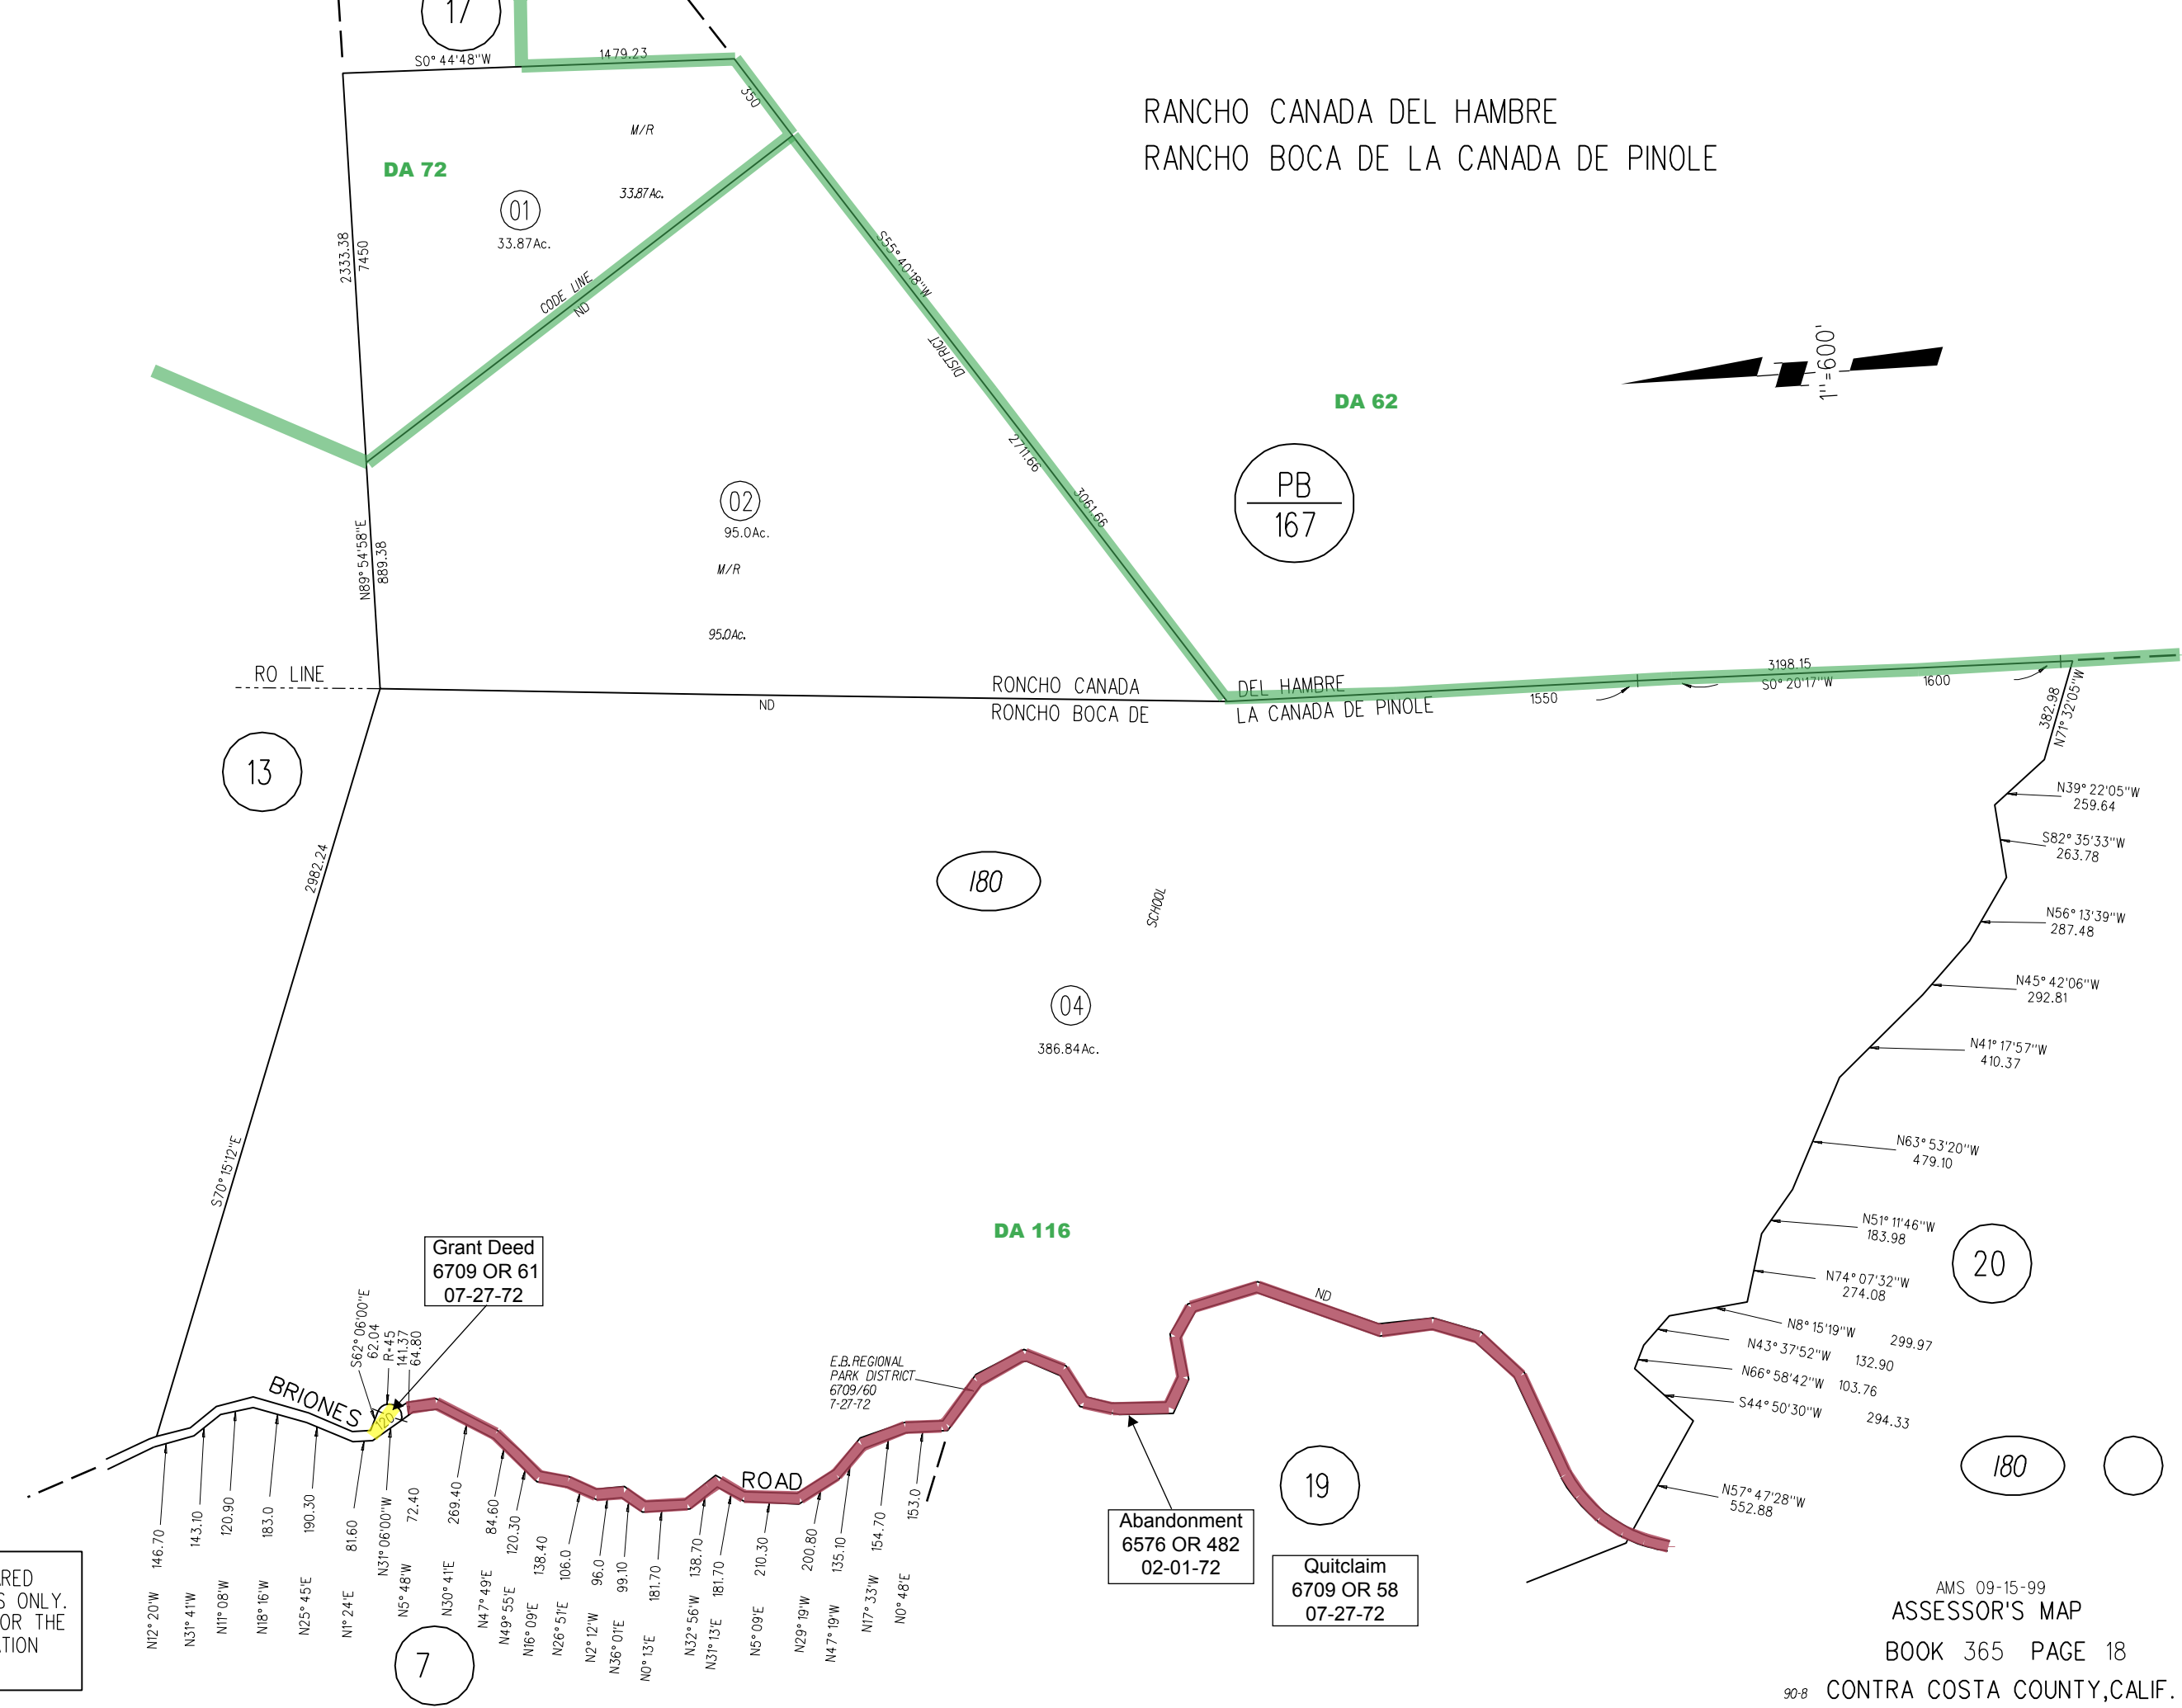 17
S0°44'48"W
1479.23
350
RANCHO CANADA DEL HAMBRE
RANCHO BOCA DE LA CANADA DE PINOLE
M/R
DA 72
33.87Ac.
01
33.87Ac.
2333.38
7450
CODE LINE
ND
S55°40'18"W
DISTRICT
2711.66
3061.66
1"=600'
DA 62
PB
167
02
95.0Ac.
M/R
95.0Ac.
N89°54'58"E
889.38
RO LINE
RONCHO CANADA
DEL HAMBRE
RONCHO BOCA DE
LA CANADA DE PINOLE
ND
1550
3198.15
S0°20'17"W
1600
382.98
N71°32'05"W
13
N39°22'05"W
259.64
S82°35'33"W
263.78
180
SCHOOL
2982.24
N56°13'39"W
287.48
N45°42'06"W
292.81
04
386.84Ac.
N41°17'57"W
410.37
S70°15'12"E
N63°53'20"W
479.10
DA 116
N51°11'46"W
183.98
20
N74°07'32"W
274.08
Grant Deed
6709 OR 61
07-27-72
N8°15'19"W 299.97
N43°37'52"W 132.90
N66°58'42"W 103.76
S44°50'30"W 294.33
ND
S62°06'00"E
62.04
R=45
141.37
64.80
120
BRIONES
E.B.REGIONAL
PARK DISTRICT
6709/60
7-27-72
ROAD
19
180
N57°47'28"W
552.88
Abandonment
6576 OR 482
02-01-72
Quitclaim
6709 OR 58
07-27-72
N12°20'W 146.70
N31°41'W 143.10
N11°08'W 120.90
N18°16'W 183.0
N25°45'E 190.30
N1°24'E 81.60
N31°06'00"W
N5°48'W 72.40
N30°41'E 269.40
N47°49'E 84.60
N49°55'E 120.30
N16°09'E 138.40
N26°51'E 106.0
N2°12'W 96.0
N36°01'E 99.10
N0°13'E 181.70
N32°56'W 138.70
N31°13'E 181.70
N5°09'E 210.30
N29°19'W 200.80
N47°19'W 135.10
N17°33'W 154.70
N0°48'E 153.0
7
RED
S ONLY.
OR THE
TION
AMS 09-15-99
ASSESSOR'S MAP
BOOK 365 PAGE 18
90-8 CONTRA COSTA COUNTY,CALIF.